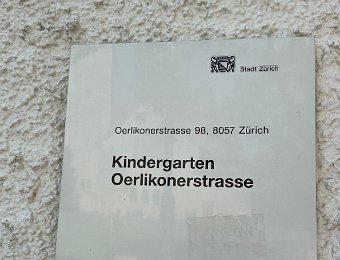 Stadt Zürich
Oerlikonerstrasse 98, 8057 Zürich
Kindergarten
Oerlikonerstrasse